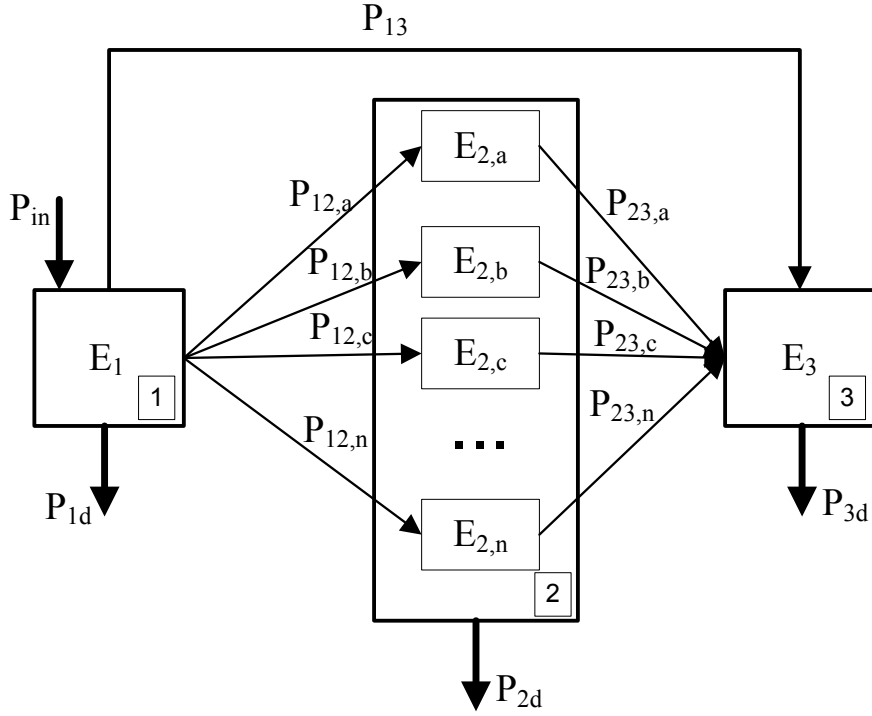 P13
E2,a
P12,a
P23,a
Pin
P12,b
E2,b
P23,b
P12,c
E2,c
P23,c
E1
1
E3
3
P12,n
...
P23,n
P1d
P3d
E2,n
2
P2d